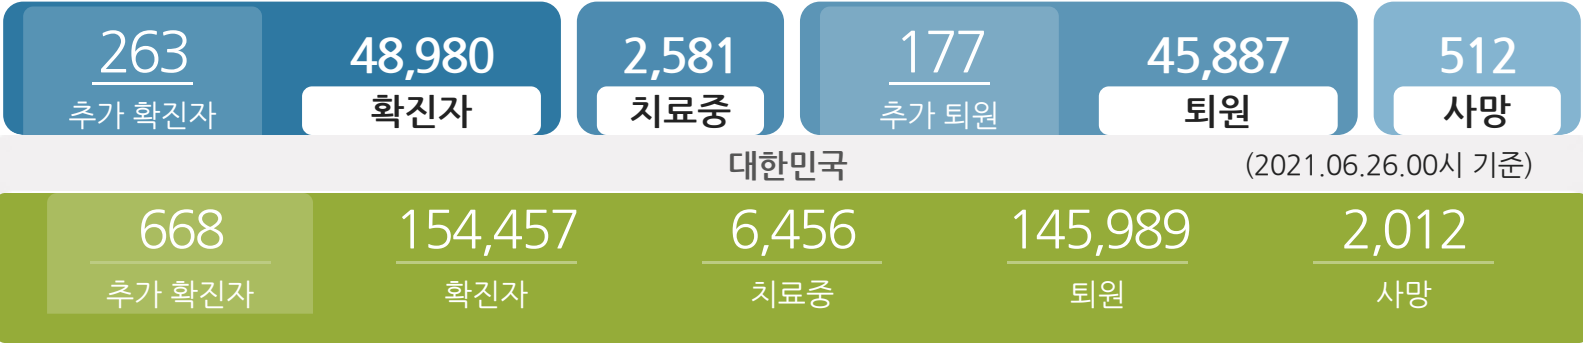 263 48,980 2,581 177 45,887 512
추가 확진자 확진자 치료중 추가 퇴원 퇴원 사망
대한민국 (2021.06.26.00시 기준)
668 154,457 6,456 145,989 2,012
추가 확진자 확진자 치료중 퇴원 사망